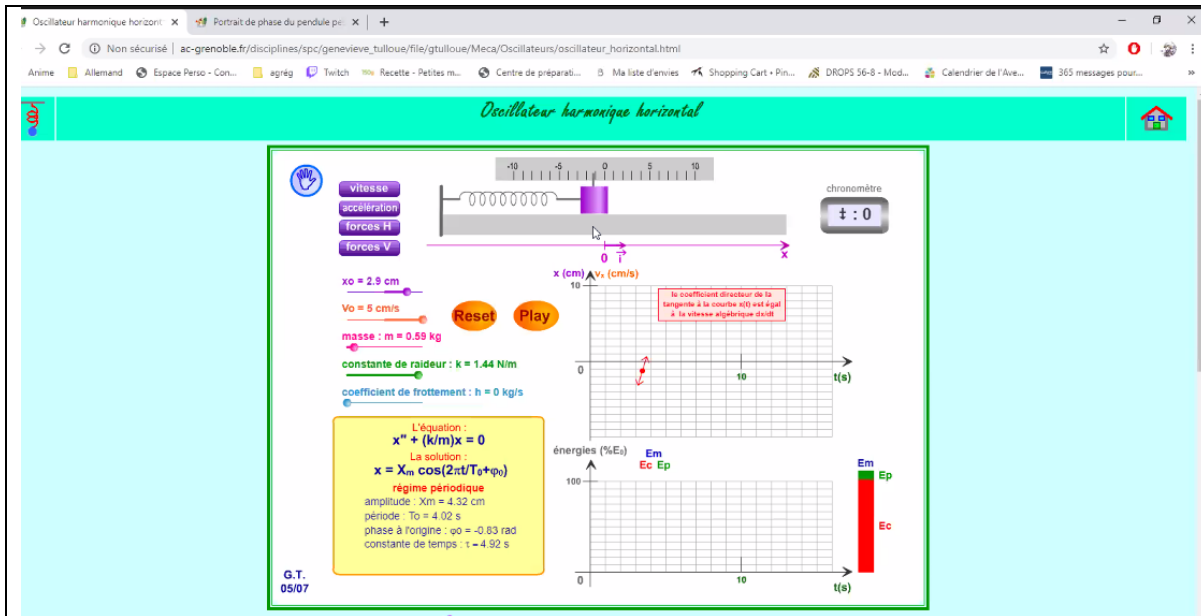 Oscillateur harmonique horizont
Portrait de phase du pendule pe
Non sécurisé | ac-grenoble.fr/disciplines/spc/genevieve_tulloue/file/gtulloue/Meca/Oscillateurs/oscillateur_horizontal.html
Anime Allemand Espace Perso - Con... agrég Twitch Recette - Petites m... Centre de préparati... Ma liste d'envies Shopping Cart • Pin... DROPS 56-8 - Mod... Calendrier de l'Ave... 365 messages pour... »
Oscillateur harmonique horizontal
-10 -5 0 5 10
vitesse
accélération
forces H
forces V
chronomètre
t : 0
0 i x
xo = 2.9 cm
Vo = 5 cm/s
masse : m = 0.59 kg
constante de raideur : k = 1.44 N/m
coefficient de frottement : h = 0 kg/s
Reset Play
x (cm) vₓ (cm/s)
10
le coefficient directeur de la
tangente à la courbe x(t) est égal
à la vitesse algébrique dx/dt
0 10 t(s)
L'équation :
x" + (k/m)x = 0
La solution :
x = Xₘ cos(2πt/T₀+φ₀)
régime périodique
amplitude : Xm = 4.32 cm
période : To = 4.02 s
phase à l'origine : φo = -0.83 rad
constante de temps : τ = 4.92 s
énergies (%E₀)
Em
Ec Ep
100
0 10 t(s)
Em
Ep
Ec
G.T.
05/07